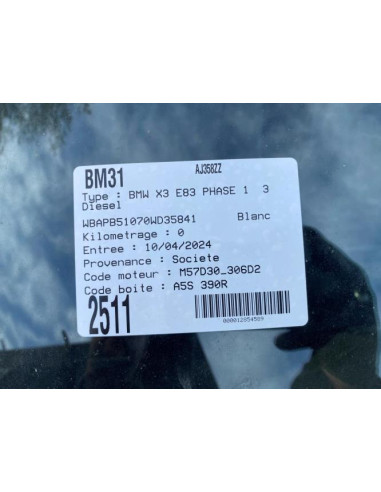 AJ358ZZ
BM31
Type : BMW X3 E83 PHASE 1 3
Diesel
WBAPB51070WD35841 Blanc
Kilometrage : 0
Entree : 10/04/2024
Provenance : Societe
Code moteur : M57D30_306D2
Code boite : A5S 390R
2511